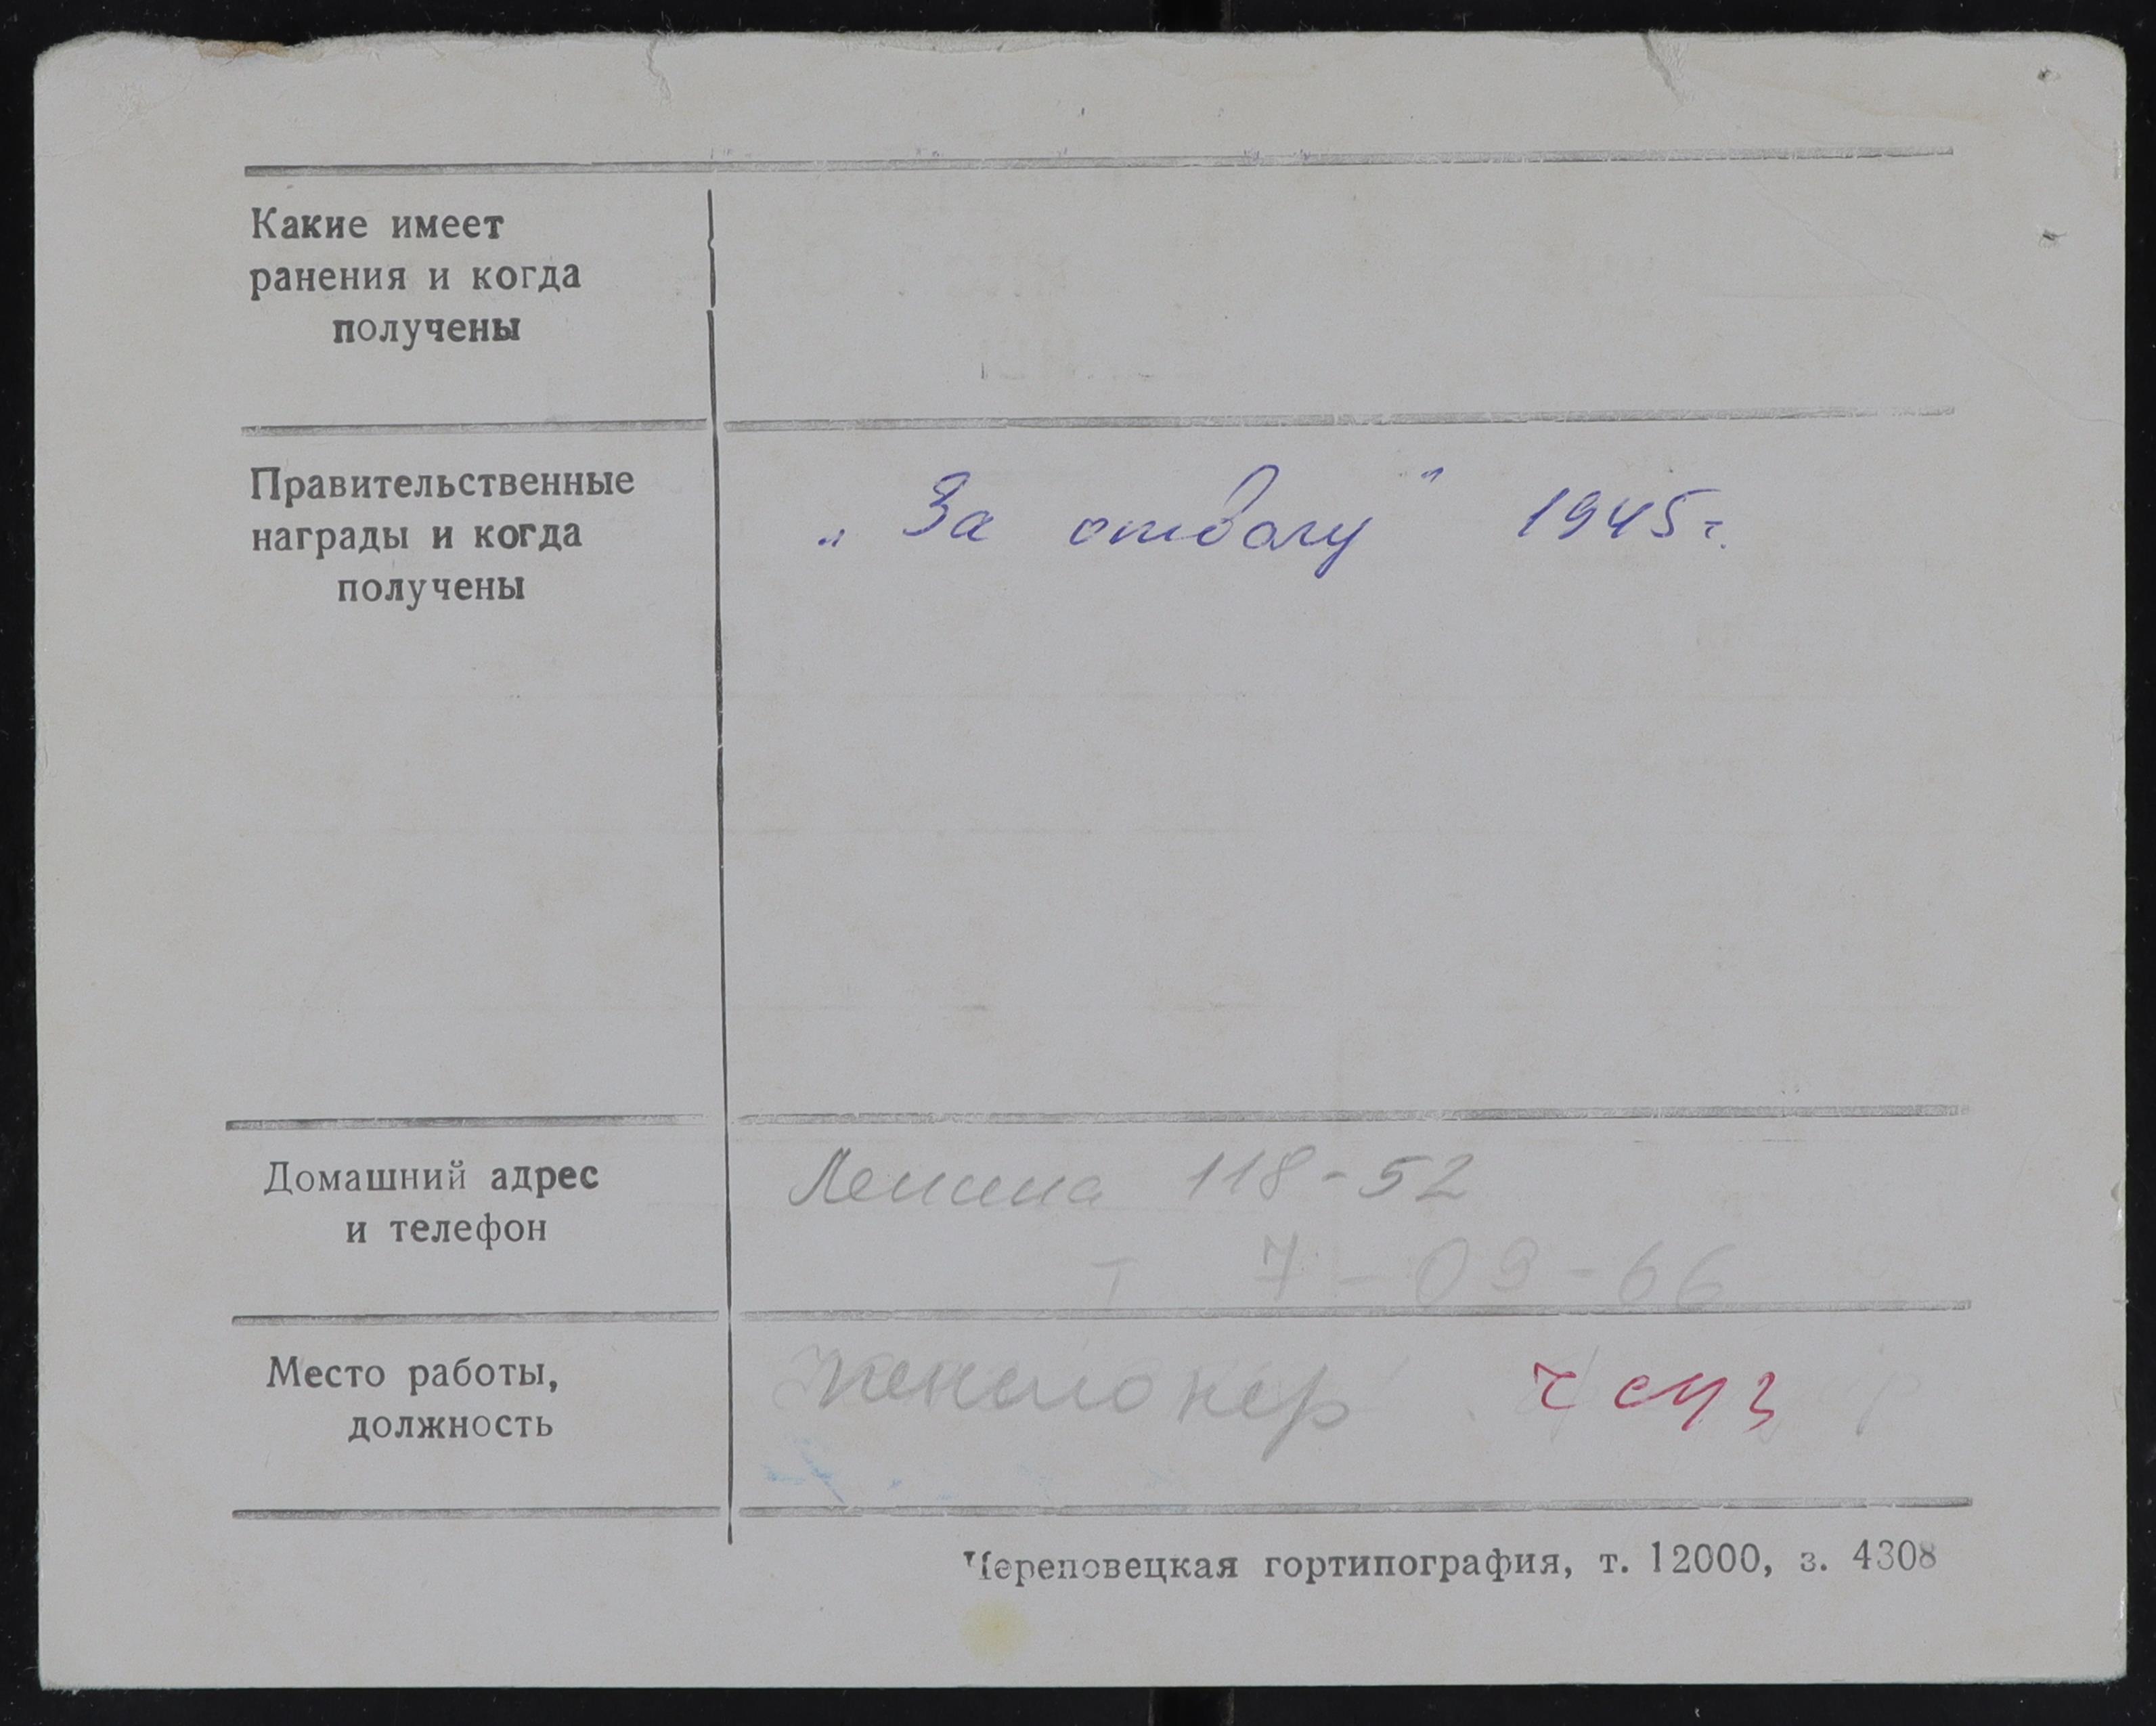 Какие имеет
ранения и когда
получены
Правительственные
награды и когда
получены
„За отвагу" 1945 г.
Домашний адрес
и телефон
Ленина 118-52
т 7-09-66
Место работы,
должность
пенсионер
Череповецкая гортипография, т. 12000, з. 4308